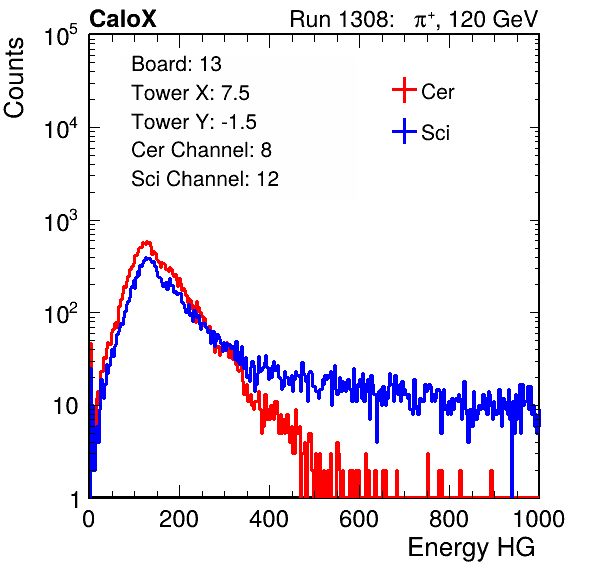 CaloX Run 1308: π⁺, 120 GeV
Counts
10⁵
10⁴
10³
10²
10
1
Board: 13
Tower X: 7.5
Tower Y: -1.5
Cer Channel: 8
Sci Channel: 12
Cer
Sci
0 200 400 600 800 1000
Energy HG